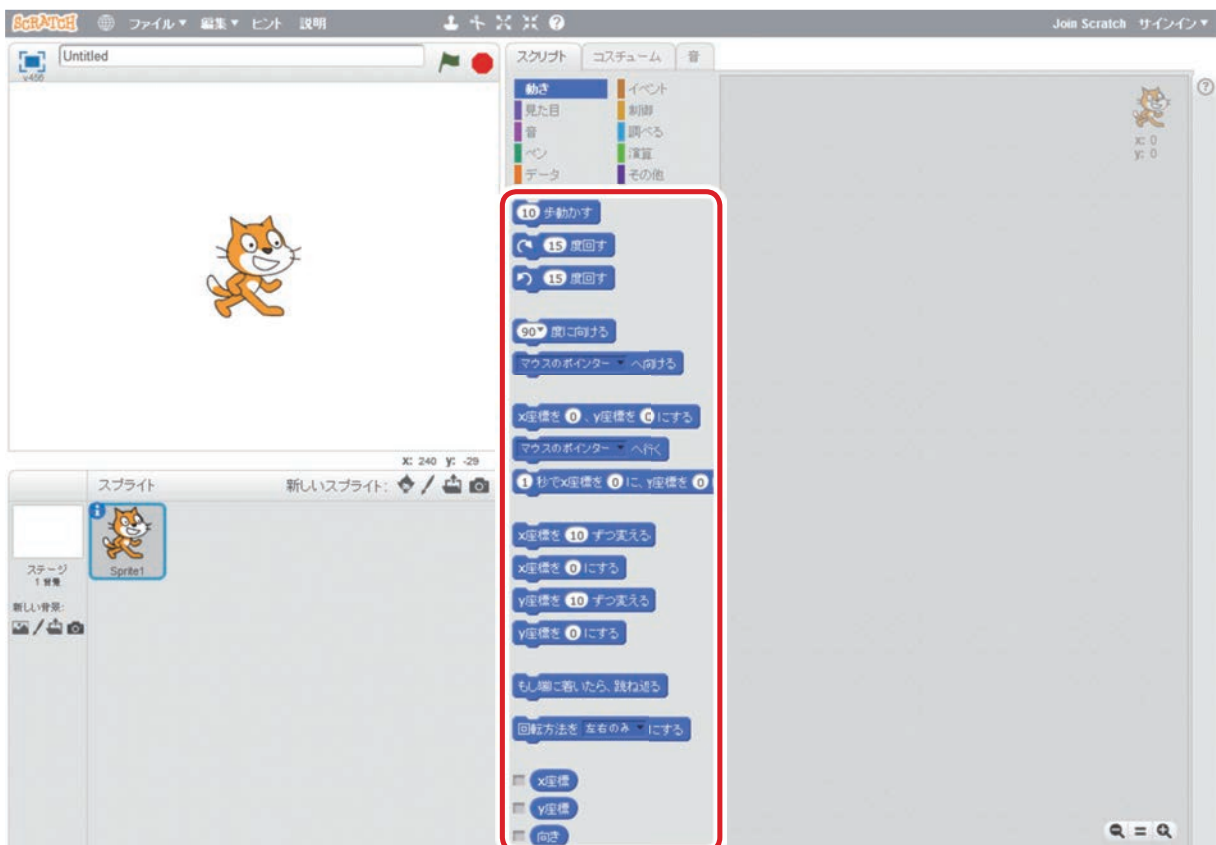 SCRATCH ファイル▼ 編集▼ ヒント 説明 Join Scratch サインイン▼
Untitled
v456
x: 240 y: -29
スプライト 新しいスプライト:
ステージ
1 背景
新しい背景:
Sprite1
スクリプト コスチューム 音
動き イベント
見た目 制御
音 調べる
ペン 演算
データ その他
10 歩動かす
15 度回す
15 度回す
90▼ 度に向ける
マウスのポインター▼ へ向ける
x座標を 0 、y座標を 0 にする
マウスのポインター▼ へ行く
1 秒でx座標を 0 に、y座標を 0
x座標を 10 ずつ変える
x座標を 0 にする
y座標を 10 ずつ変える
y座標を 0 にする
もし端に着いたら、跳ね返る
回転方法を 左右のみ▼ にする
x座標
y座標
向き
x: 0
y: 0